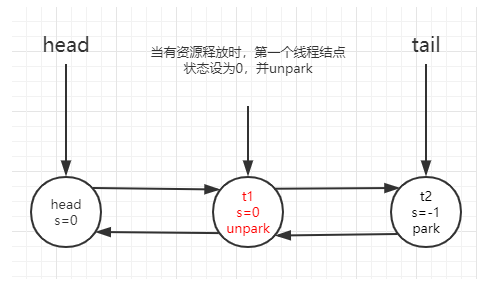 head
当有资源释放时，第一个线程结点
状态设为0，并unpark
tail
head
s=0
t1
s=0
unpark
t2
s=-1
park